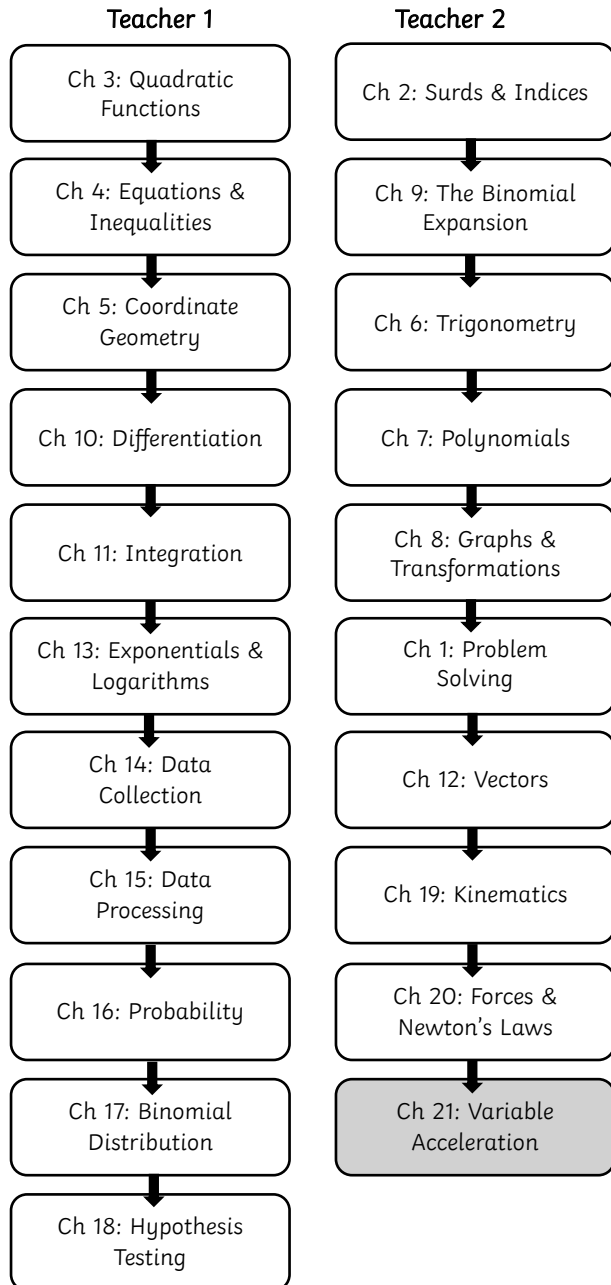 Teacher 1
Ch 3: Quadratic
Functions
Ch 4: Equations &
Inequalities
Ch 5: Coordinate
Geometry
Ch 10: Differentiation
Ch 11: Integration
Ch 13: Exponentials &
Logarithms
Ch 14: Data
Collection
Ch 15: Data
Processing
Ch 16: Probability
Ch 17: Binomial
Distribution
Ch 18: Hypothesis
Testing
Teacher 2
Ch 2: Surds & Indices
Ch 9: The Binomial
Expansion
Ch 6: Trigonometry
Ch 7: Polynomials
Ch 8: Graphs &
Transformations
Ch 1: Problem
Solving
Ch 12: Vectors
Ch 19: Kinematics
Ch 20: Forces &
Newton's Laws
Ch 21: Variable
Acceleration